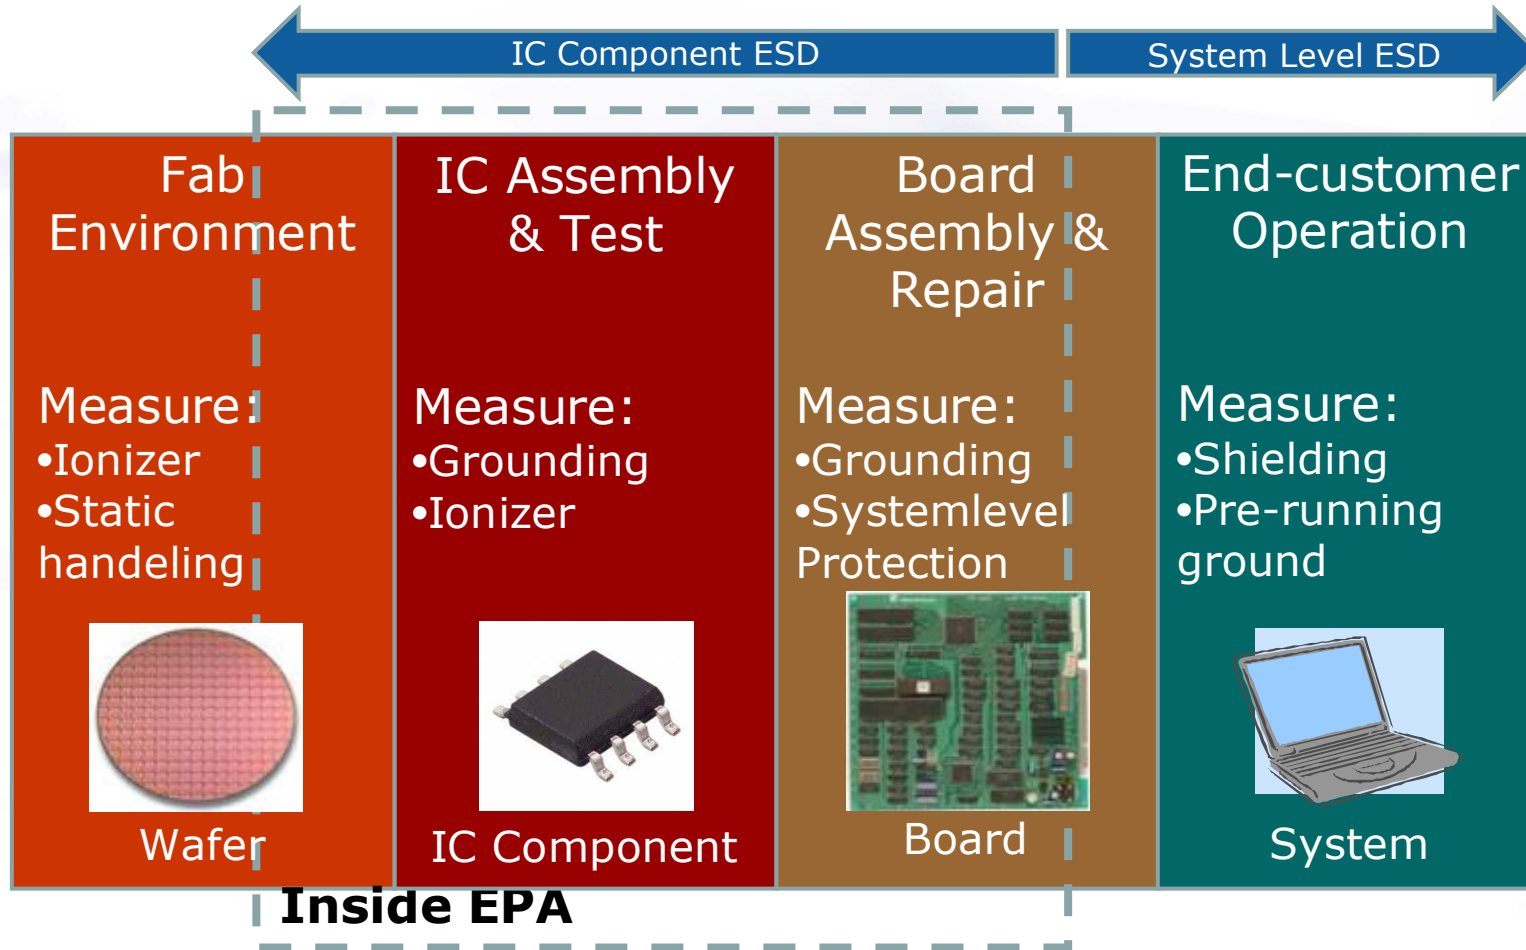 IC Component ESD
System Level ESD
Fab
Environment
Measure:
•Ionizer
•Static
handeling
Wafer
IC Assembly
& Test
Measure:
•Grounding
•Ionizer
IC Component
Board
Assembly &
Repair
Measure:
•Grounding
•Systemlevel
Protection
Board
End-customer
Operation
Measure:
•Shielding
•Pre-running
ground
System
Inside EPA